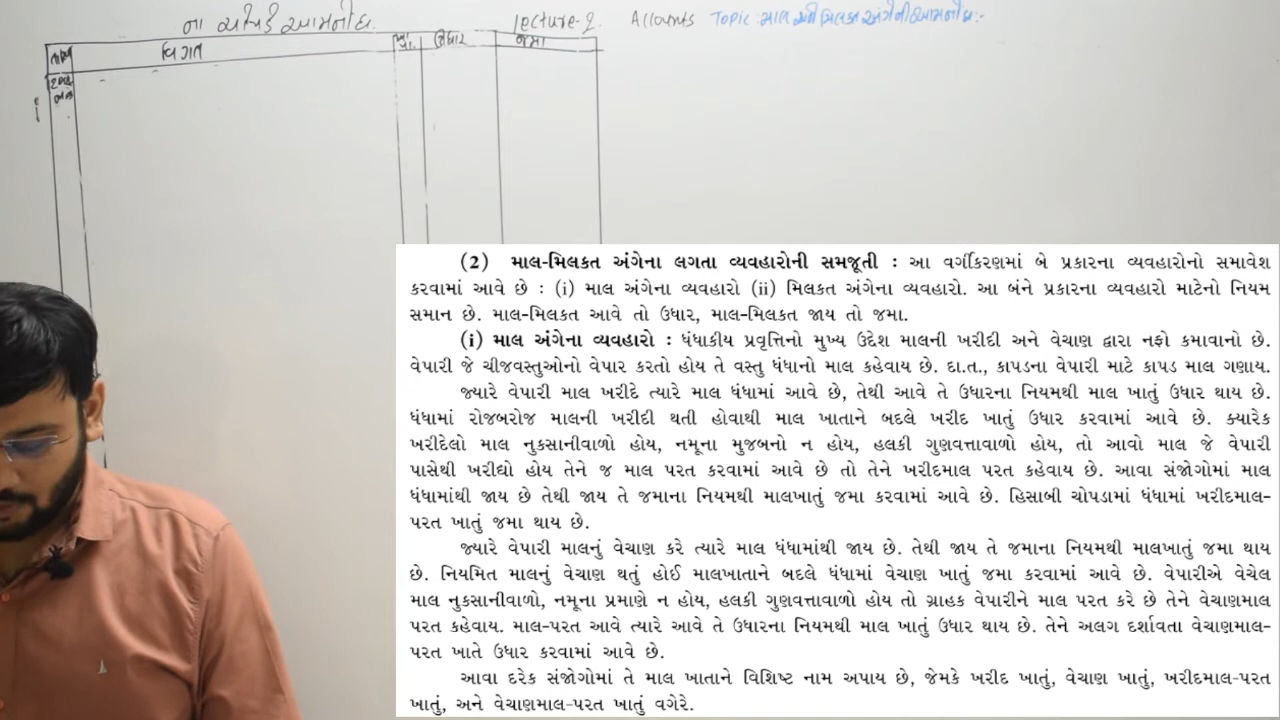 ના ચોપડે આમનોંધ. lecture-2 Accounts Topic માલ અને મિલકત અંગેની આમનોંધ:-
વિગત ખા. પા. ઉધાર જમા
(2) માલ-મિલકત અંગેના લગતા વ્યવહારોની સમજૂતી : આ વર્ગીકરણમાં બે પ્રકારના વ્યવહારોનો સમાવેશ
કરવામાં આવે છે : (i) માલ અંગેના વ્યવહારો (ii) મિલકત અંગેના વ્યવહારો. આ બંને પ્રકારના વ્યવહારો માટેનો નિયમ
સમાન છે. માલ-મિલકત આવે તો ઉધાર, માલ-મિલકત જાય તો જમા.
(i) માલ અંગેના વ્યવહારો : ધંધાકીય પ્રવૃત્તિનો મુખ્ય ઉદ્દેશ માલની ખરીદી અને વેચાણ દ્વારા નફો કમાવાનો છે.
વેપારી જે ચીજવસ્તુઓનો વેપાર કરતો હોય તે વસ્તુ ધંધાનો માલ કહેવાય છે. દા.ત., કાપડના વેપારી માટે કાપડ માલ ગણાય.
જ્યારે વેપારી માલ ખરીદે ત્યારે માલ ધંધામાં આવે છે, તેથી આવે તે ઉધારના નિયમથી માલ ખાતું ઉધાર થાય છે.
ધંધામાં રોજબરોજ માલની ખરીદી થતી હોવાથી માલ ખાતાને બદલે ખરીદ ખાતું ઉધાર કરવામાં આવે છે. ક્યારેક
ખરીદેલો માલ નુકસાનીવાળો હોય, નમૂના મુજબનો ન હોય, હલકી ગુણવત્તાવાળો હોય, તો આવો માલ જે વેપારી
પાસેથી ખરીદ્યો હોય તેને જ માલ પરત કરવામાં આવે છે તો તેને ખરીદમાલ પરત કહેવાય છે. આવા સંજોગોમાં માલ
ધંધામાંથી જાય છે તેથી જાય તે જમાના નિયમથી માલખાતું જમા કરવામાં આવે છે. હિસાબી ચોપડામાં ધંધામાં ખરીદમાલ-
પરત ખાતું જમા થાય છે.
જ્યારે વેપારી માલનું વેચાણ કરે ત્યારે માલ ધંધામાંથી જાય છે. તેથી જાય તે જમાના નિયમથી માલખાતું જમા થાય
છે. નિયમિત માલનું વેચાણ થતું હોઈ માલખાતાને બદલે ધંધામાં વેચાણ ખાતું જમા કરવામાં આવે છે. વેપારીએ વેચેલ
માલ નુકસાનીવાળો, નમૂના પ્રમાણે ન હોય, હલકી ગુણવત્તાવાળો હોય તો ગ્રાહક વેપારીને માલ પરત કરે છે તેને વેચાણમાલ
પરત કહેવાય. માલ-પરત આવે ત્યારે આવે તે ઉધારના નિયમથી માલ ખાતું ઉધાર થાય છે. તેને અલગ દર્શાવતા વેચાણમાલ-
પરત ખાતે ઉધાર કરવામાં આવે છે.
આવા દરેક સંજોગોમાં તે માલ ખાતાને વિશિષ્ટ નામ અપાય છે, જેમકે ખરીદ ખાતું, વેચાણ ખાતું, ખરીદમાલ-પરત
ખાતું, અને વેચાણમાલ-પરત ખાતું વગેરે.